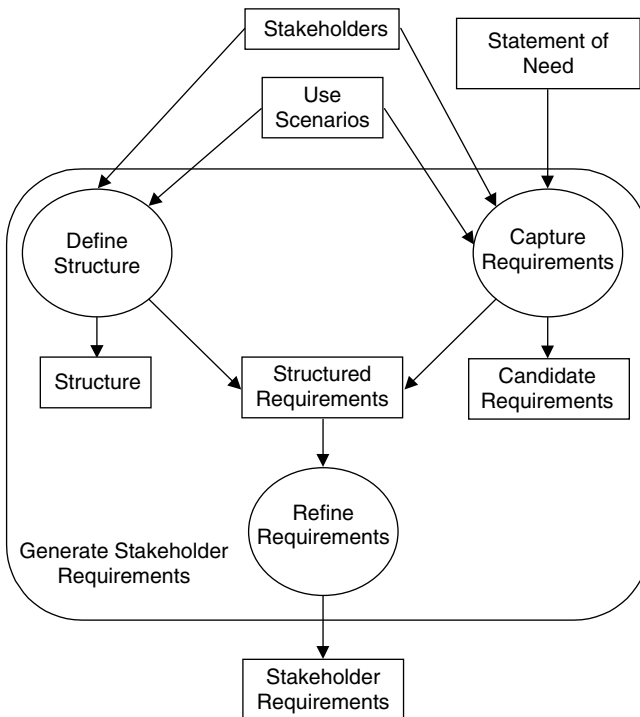 Stakeholders
Statement of
Need
Use
Scenarios
Define
Structure
Capture
Requirements
Structure
Structured
Requirements
Candidate
Requirements
Refine
Requirements
Generate Stakeholder
Requirements
Stakeholder
Requirements